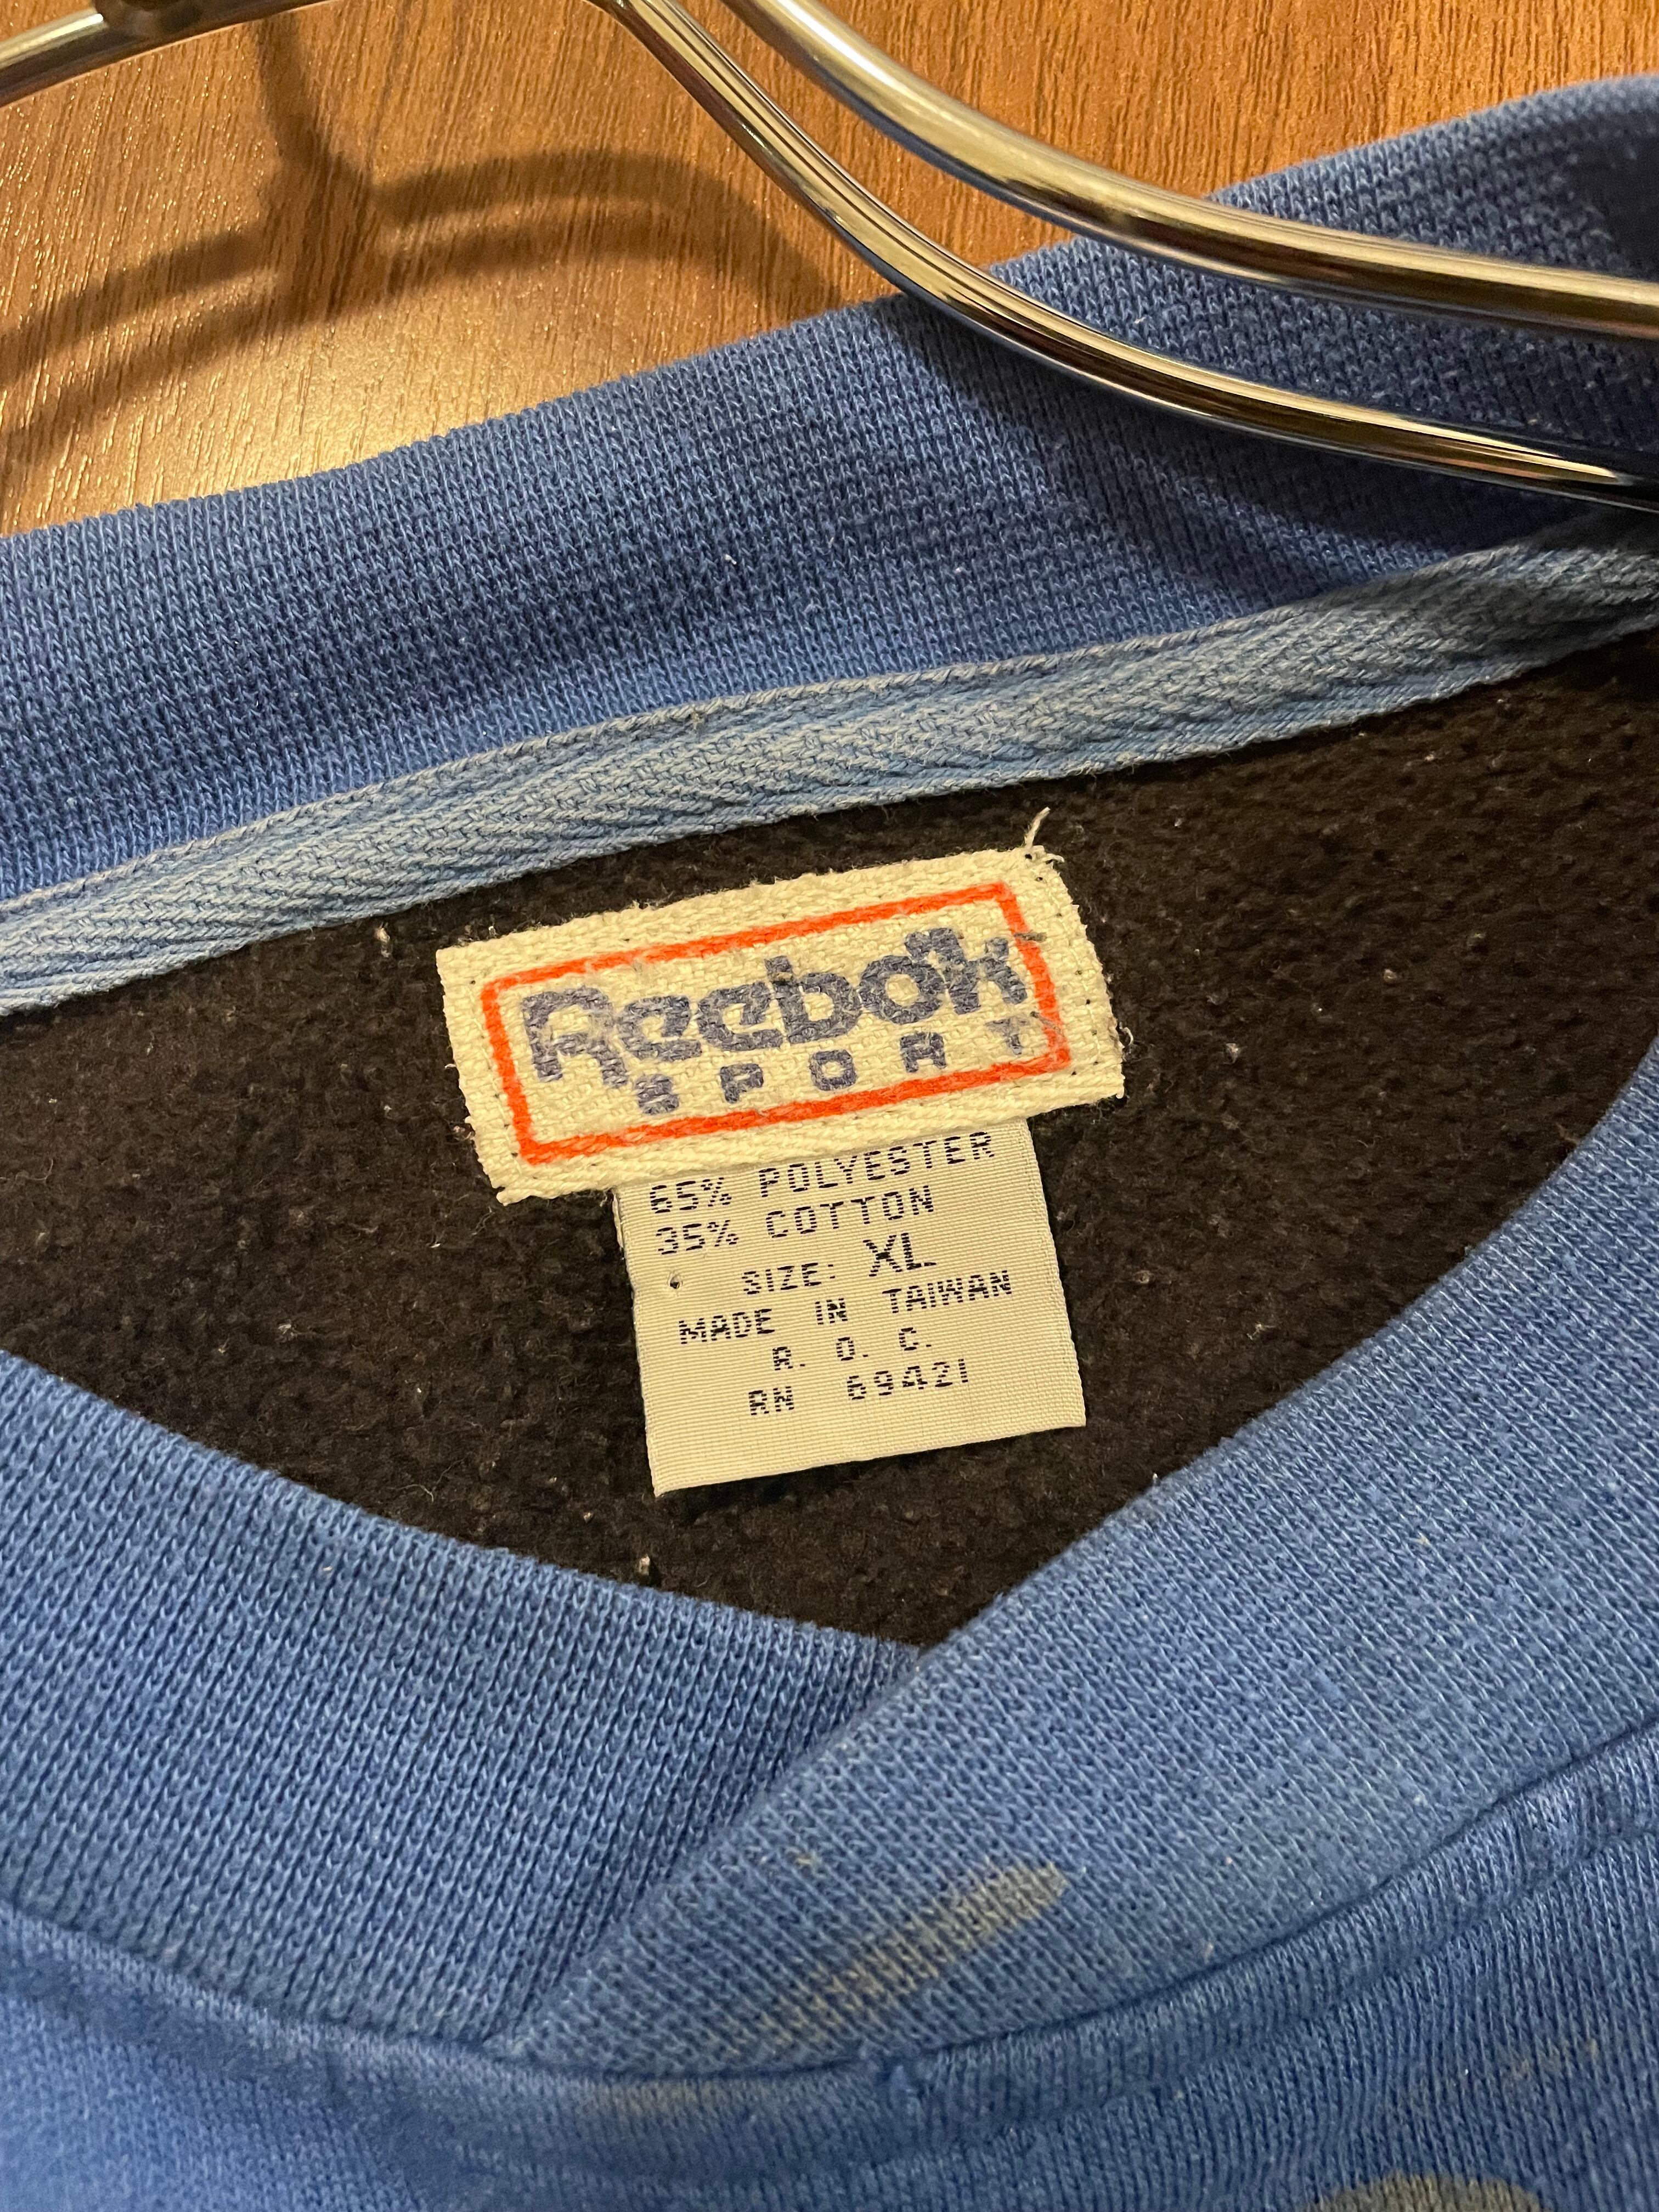 Reebok
SPORT
65% POLYESTER
35% COTTON
SIZE: XL
MADE IN TAIWAN
R. O. C.
RN 69421